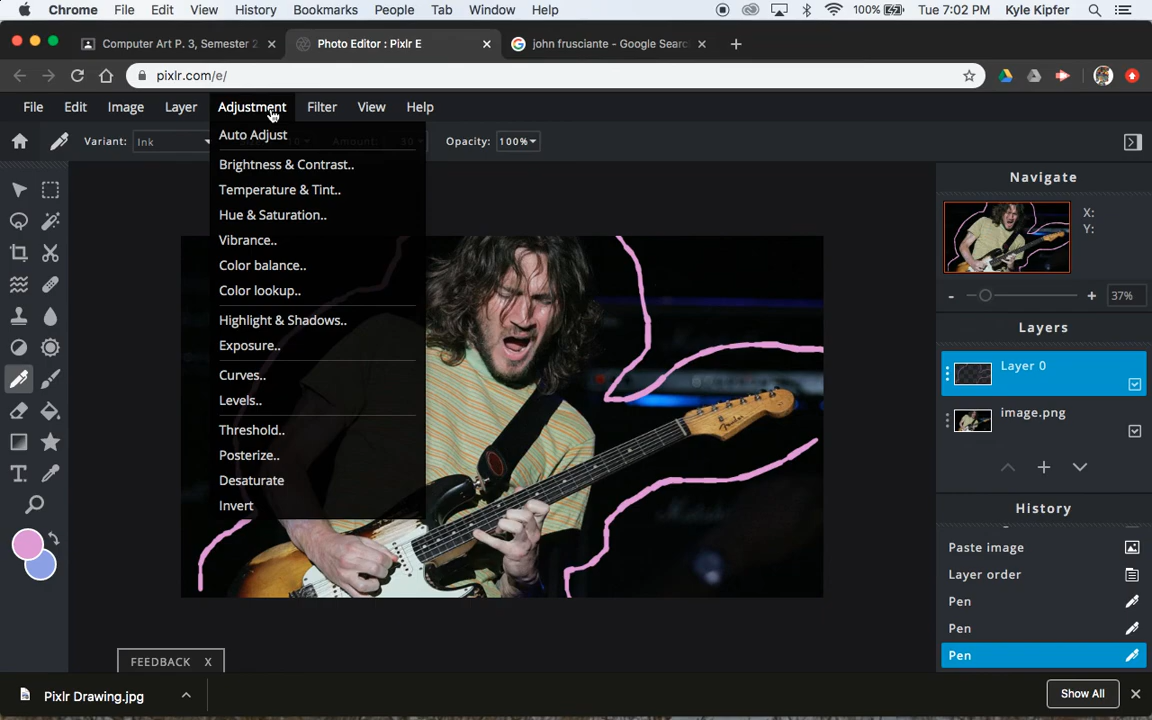 Chrome File Edit View History Bookmarks People Tab Window Help 100% Tue 7:02 PM Kyle Kipfer
Computer Art P. 3, Semester 2 × Photo Editor : Pixlr E × john frusciante - Google Searc × +
pixlr.com/e/
File Edit Image Layer Adjustment Filter View Help
Variant: Ink Amount: 30 Opacity: 100%
Auto Adjust
Brightness & Contrast..
Temperature & Tint..
Hue & Saturation..
Vibrance..
Color balance..
Color lookup..
Highlight & Shadows..
Exposure..
Curves..
Levels..
Threshold..
Posterize..
Desaturate
Invert
Fender
Navigate
X:
Y:
- + 37%
Layers
Layer 0
image.png
History
Paste image
Layer order
Pen
Pen
Pen
FEEDBACK X
Pixlr Drawing.jpg
Show All